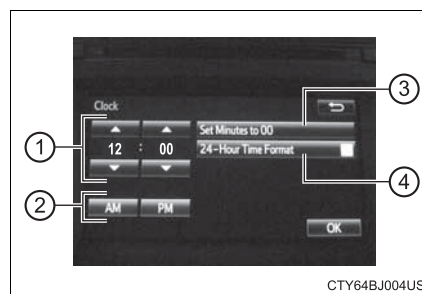 Clock
3
Set Minutes to 00
1
12 : 00
24-Hour Time Format
4
2
AM PM
OK
CTY64BJ004US